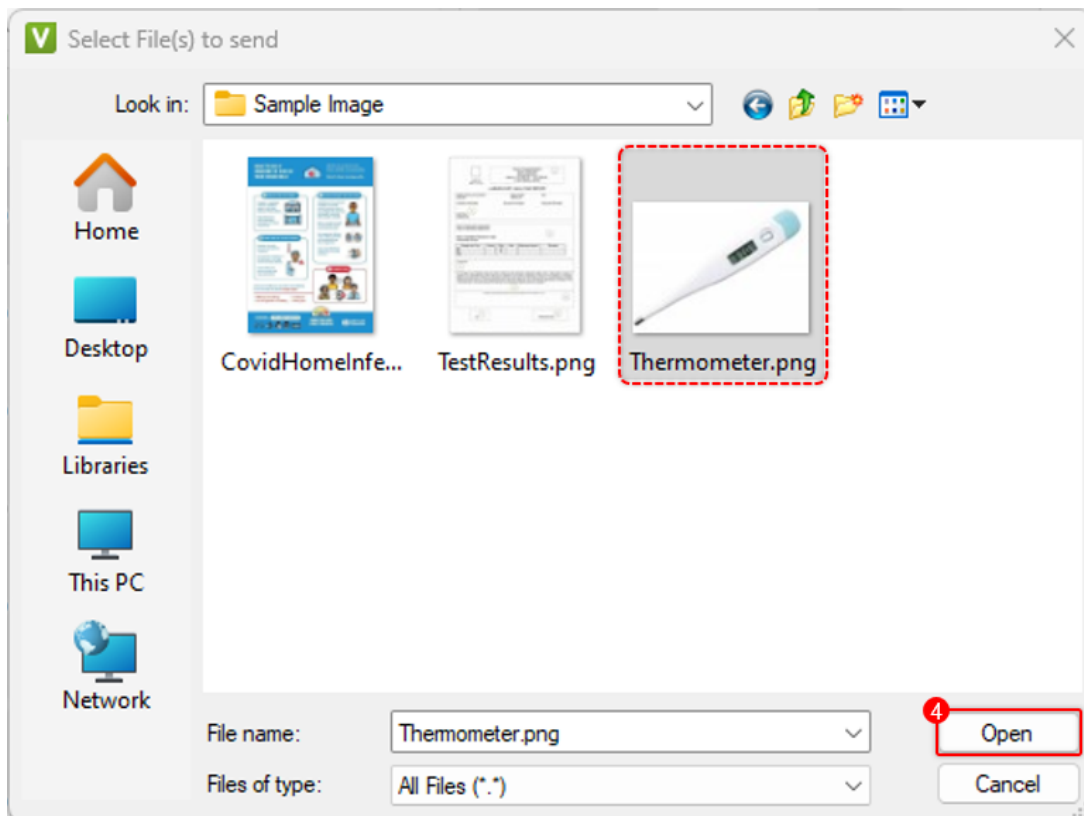 V Select File(s) to send
Look in: Sample Image
Home
Desktop
Libraries
This PC
Network
CovidHomeInfe... TestResults.png Thermometer.png
File name: Thermometer.png
4 Open
Files of type: All Files (*.*)
Cancel